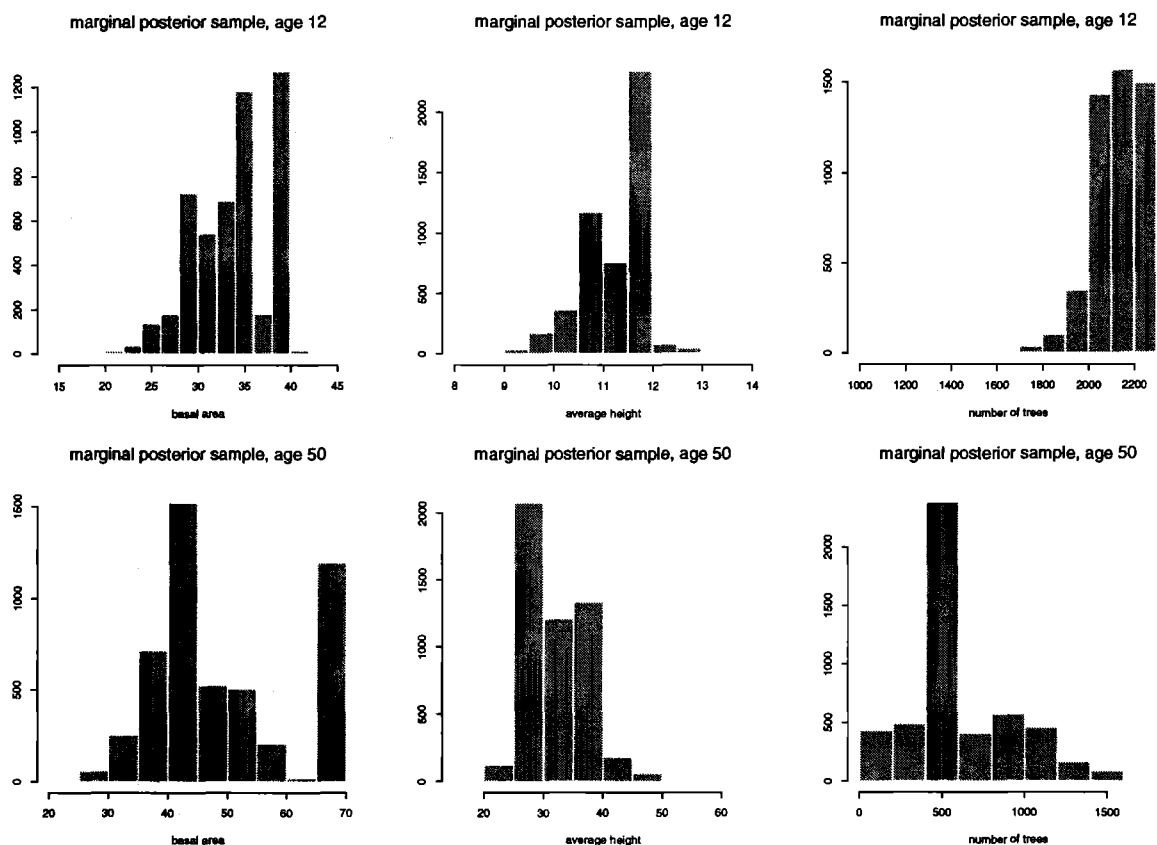 marginal posterior sample, age 12
marginal posterior sample, age 12
marginal posterior sample, age 12
1200
1000
800
600
400
200
0
15 20 25 30 35 40 45
basal area
2000
1500
1000
500
0
8 9 10 11 12 13 14
average height
1500
1000
500
0
1000 1200 1400 1600 1800 2000 2200
number of trees
marginal posterior sample, age 50
marginal posterior sample, age 50
marginal posterior sample, age 50
1500
1000
500
0
20 30 40 50 60 70
basal area
2000
1500
1000
500
0
20 30 40 50 60
average height
2000
1500
1000
500
0
0 500 1000 1500
number of trees